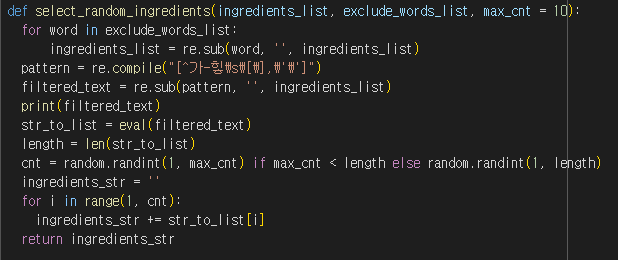 def select_random_ingredients(ingredients_list, exclude_words_list, max_cnt = 10):
  for word in exclude_words_list:
      ingredients_list = re.sub(word, '', ingredients_list)
  pattern = re.compile("[^가-힣₩s₩[₩],₩'₩']")
  filtered_text = re.sub(pattern, '', ingredients_list)
  print(filtered_text)
  str_to_list = eval(filtered_text)
  length = len(str_to_list)
  cnt = random.randint(1, max_cnt) if max_cnt < length else random.randint(1, length)
  ingredients_str = ''
  for i in range(1, cnt):
    ingredients_str += str_to_list[i]
  return ingredients_str